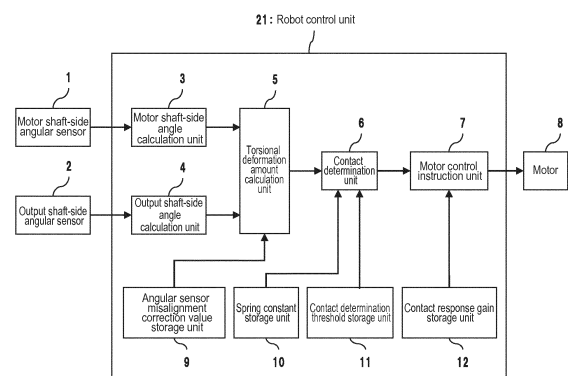 21: Robot control unit
1
3
5
Motor shaft-side
angular sensor
Motor shaft-side
angle calculation unit
Torsional
deformation
amount calculation
unit
6
7
8
Contact
determination
unit
Motor control
instruction unit
Motor
2
4
Output shaft-side
angular sensor
Output shaft-side
angle calculation unit
Angular sensor
misalignment
correction value
storage unit
Spring constant
storage unit
Contact determination
threshold storage unit
Contact response gain
storage unit
9
10
11
12